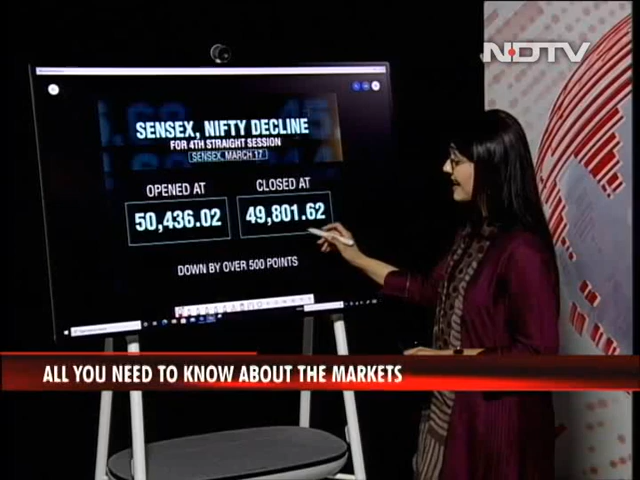 NDTV
SENSEX, NIFTY DECLINE
FOR 4TH STRAIGHT SESSION
SENSEX, MARCH 17
OPENED AT
CLOSED AT
50,436.02
49,801.62
DOWN BY OVER 500 POINTS
ALL YOU NEED TO KNOW ABOUT THE MARKETS